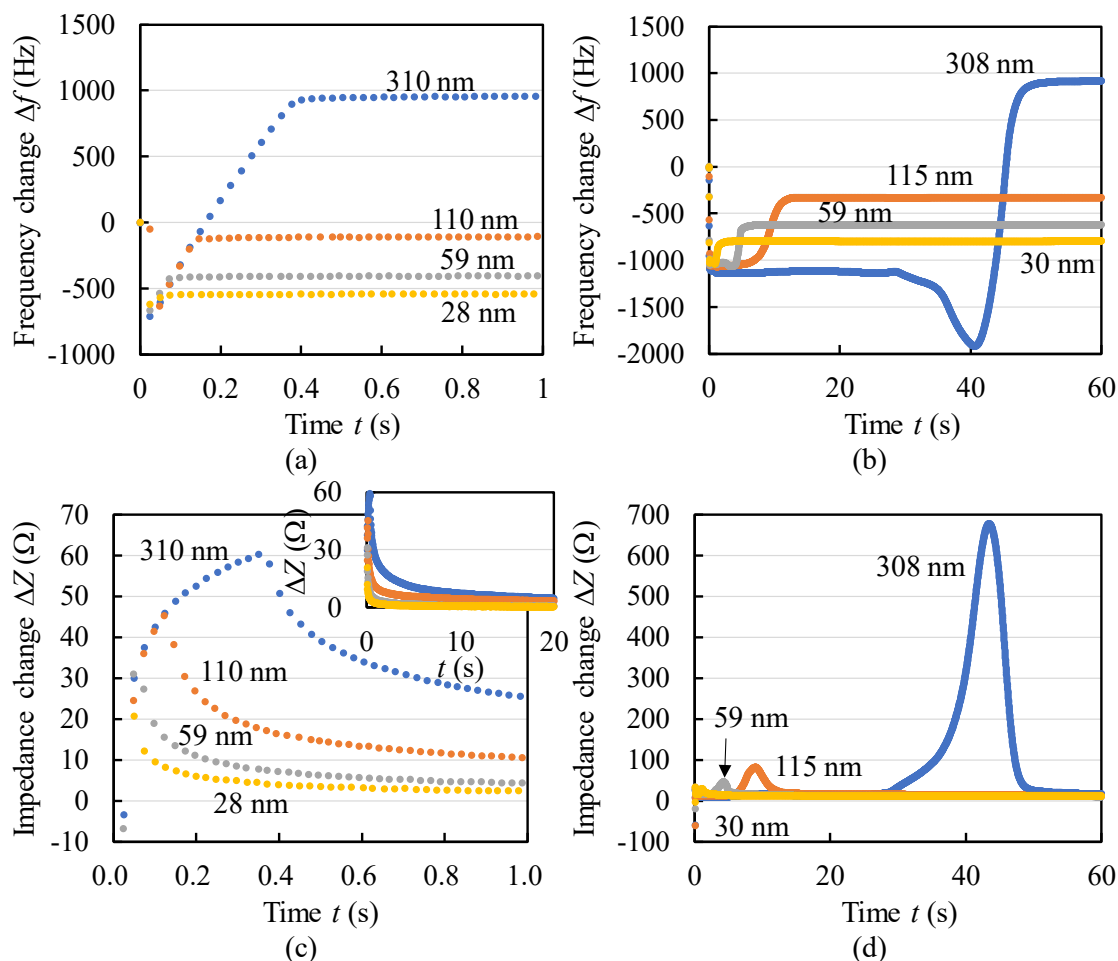 Frequency change Δf (Hz)
1500
1000
500
0
-500
-1000
310 nm
110 nm
59 nm
28 nm
0
0.2
0.4
0.6
0.8
1
Time t (s)
(a)
Frequency change Δf (Hz)
1500
1000
500
0
-500
-1000
-1500
-2000
308 nm
115 nm
59 nm
30 nm
0
20
40
60
Time t (s)
(b)
Impedance change ΔZ (Ω)
70
60
50
40
30
20
10
0
-10
310 nm
110 nm
59 nm
28 nm
ΔZ (Ω)
60
30
0
0
10
20
t (s)
0.0
0.2
0.4
0.6
0.8
1.0
Time t (s)
(c)
Impedance change ΔZ (Ω)
700
600
500
400
300
200
100
0
-100
308 nm
59 nm
115 nm
30 nm
0
20
40
60
Time t (s)
(d)